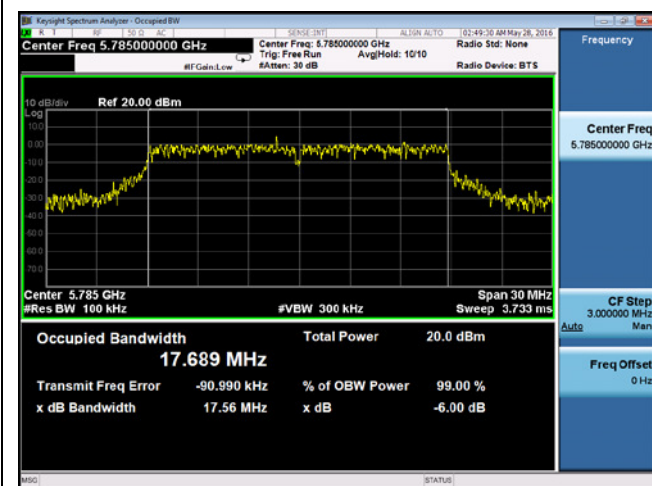 Keysight Spectrum Analyzer - Occupied BW
R T RF 50 Ω AC SENSE:INT ALIGN AUTO 02:49:30 AM May 28, 2016
Center Freq 5.785000000 GHz Center Freq: 5.785000000 GHz Radio Std: None Frequency
Trig: Free Run Avg|Hold: 10/10
#IFGain:Low #Atten: 30 dB Radio Device: BTS
10 dB/div Ref 20.00 dBm
Log
10.0
0.00
-10.0
-20.0
-30.0
-40.0
-50.0
-60.0
-70.0
Center 5.785 GHz Span 30 MHz
#Res BW 100 kHz #VBW 300 kHz Sweep 3.733 ms
Occupied Bandwidth Total Power 20.0 dBm
17.689 MHz
Transmit Freq Error -90.990 kHz % of OBW Power 99.00 %
x dB Bandwidth 17.56 MHz x dB -6.00 dB
Center Freq
5.785000000 GHz
CF Step
3.000000 MHz
Auto Man
Freq Offset
0 Hz
MSG STATUS